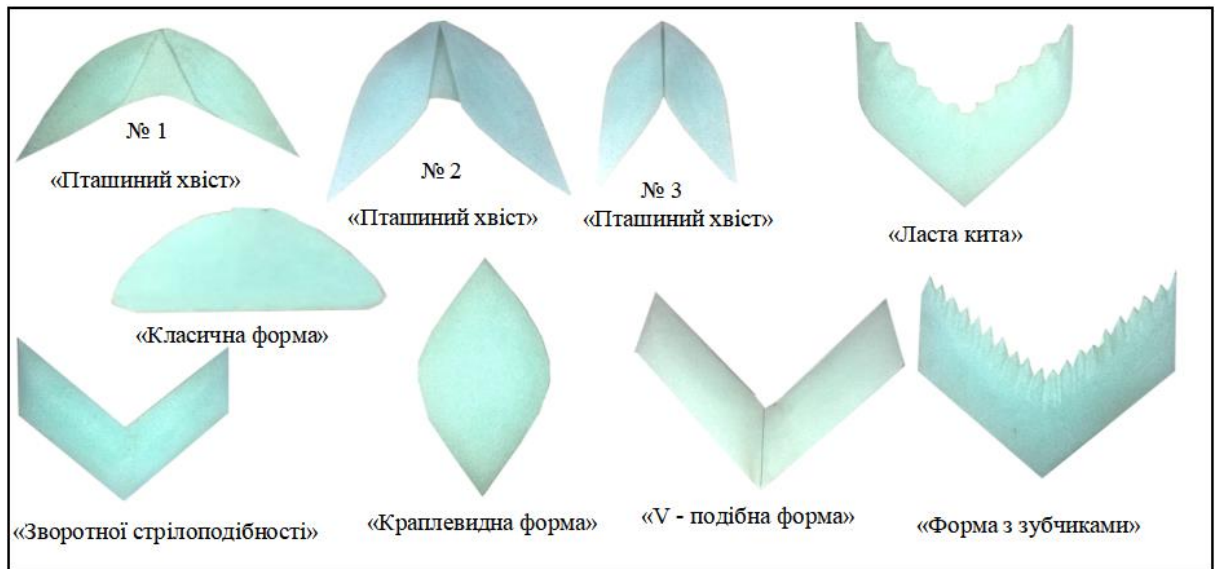 № 1
«Пташиний хвіст»
№ 2
«Пташиний хвіст»
№ 3
«Пташиний хвіст»
«Ласта кита»
«Класична форма»
«Зворотної стрілоподібності»
«Краплевидна форма»
«V - подібна форма»
«Форма з зубчиками»